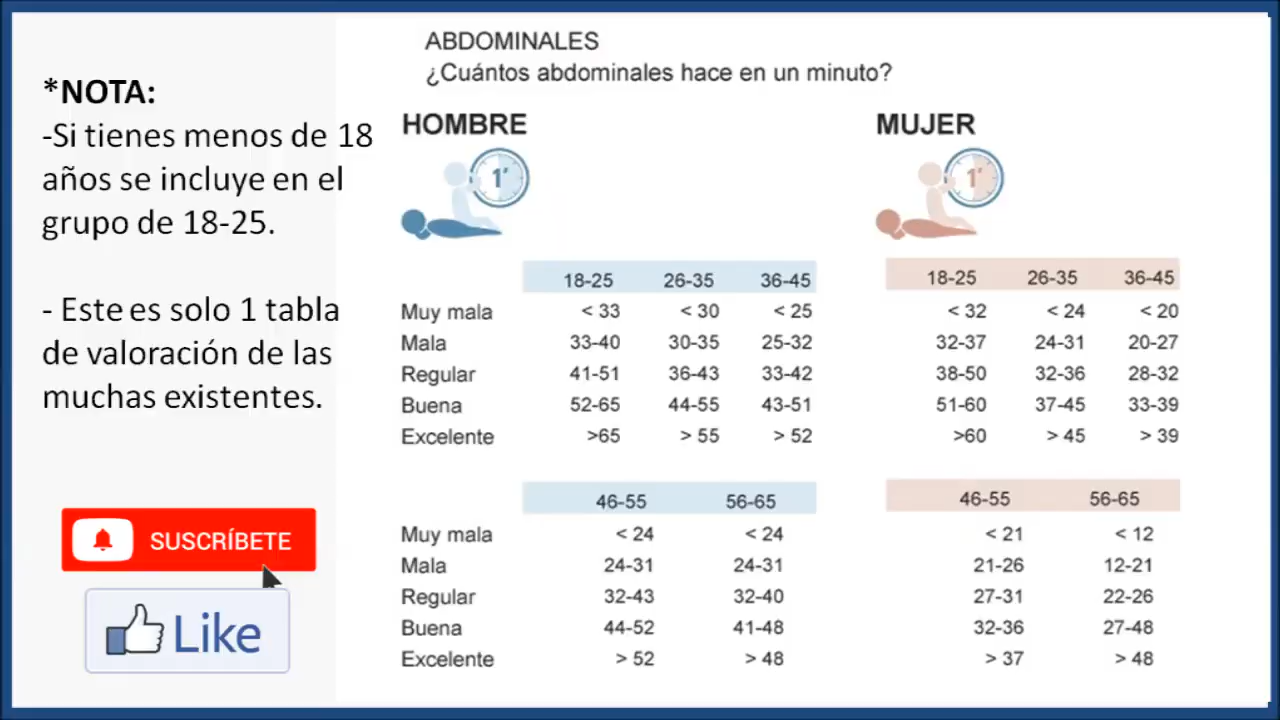 *NOTA:
-Si tienes menos de 18
años se incluye en el
grupo de 18-25.
- Este es solo 1 tabla
de valoración de las
muchas existentes.
SUSCRÍBETE
Like
ABDOMINALES
¿Cuántos abdominales hace en un minuto?
HOMBRE
1'
18-25 26-35 36-45
Muy mala < 33 < 30 < 25
Mala 33-40 30-35 25-32
Regular 41-51 36-43 33-42
Buena 52-65 44-55 43-51
Excelente >65 > 55 > 52
46-55 56-65
Muy mala < 24 < 24
Mala 24-31 24-31
Regular 32-43 32-40
Buena 44-52 41-48
Excelente > 52 > 48
MUJER
1'
18-25 26-35 36-45
< 32 < 24 < 20
32-37 24-31 20-27
38-50 32-36 28-32
51-60 37-45 33-39
>60 > 45 > 39
46-55 56-65
< 21 < 12
21-26 12-21
27-31 22-26
32-36 27-48
> 37 > 48